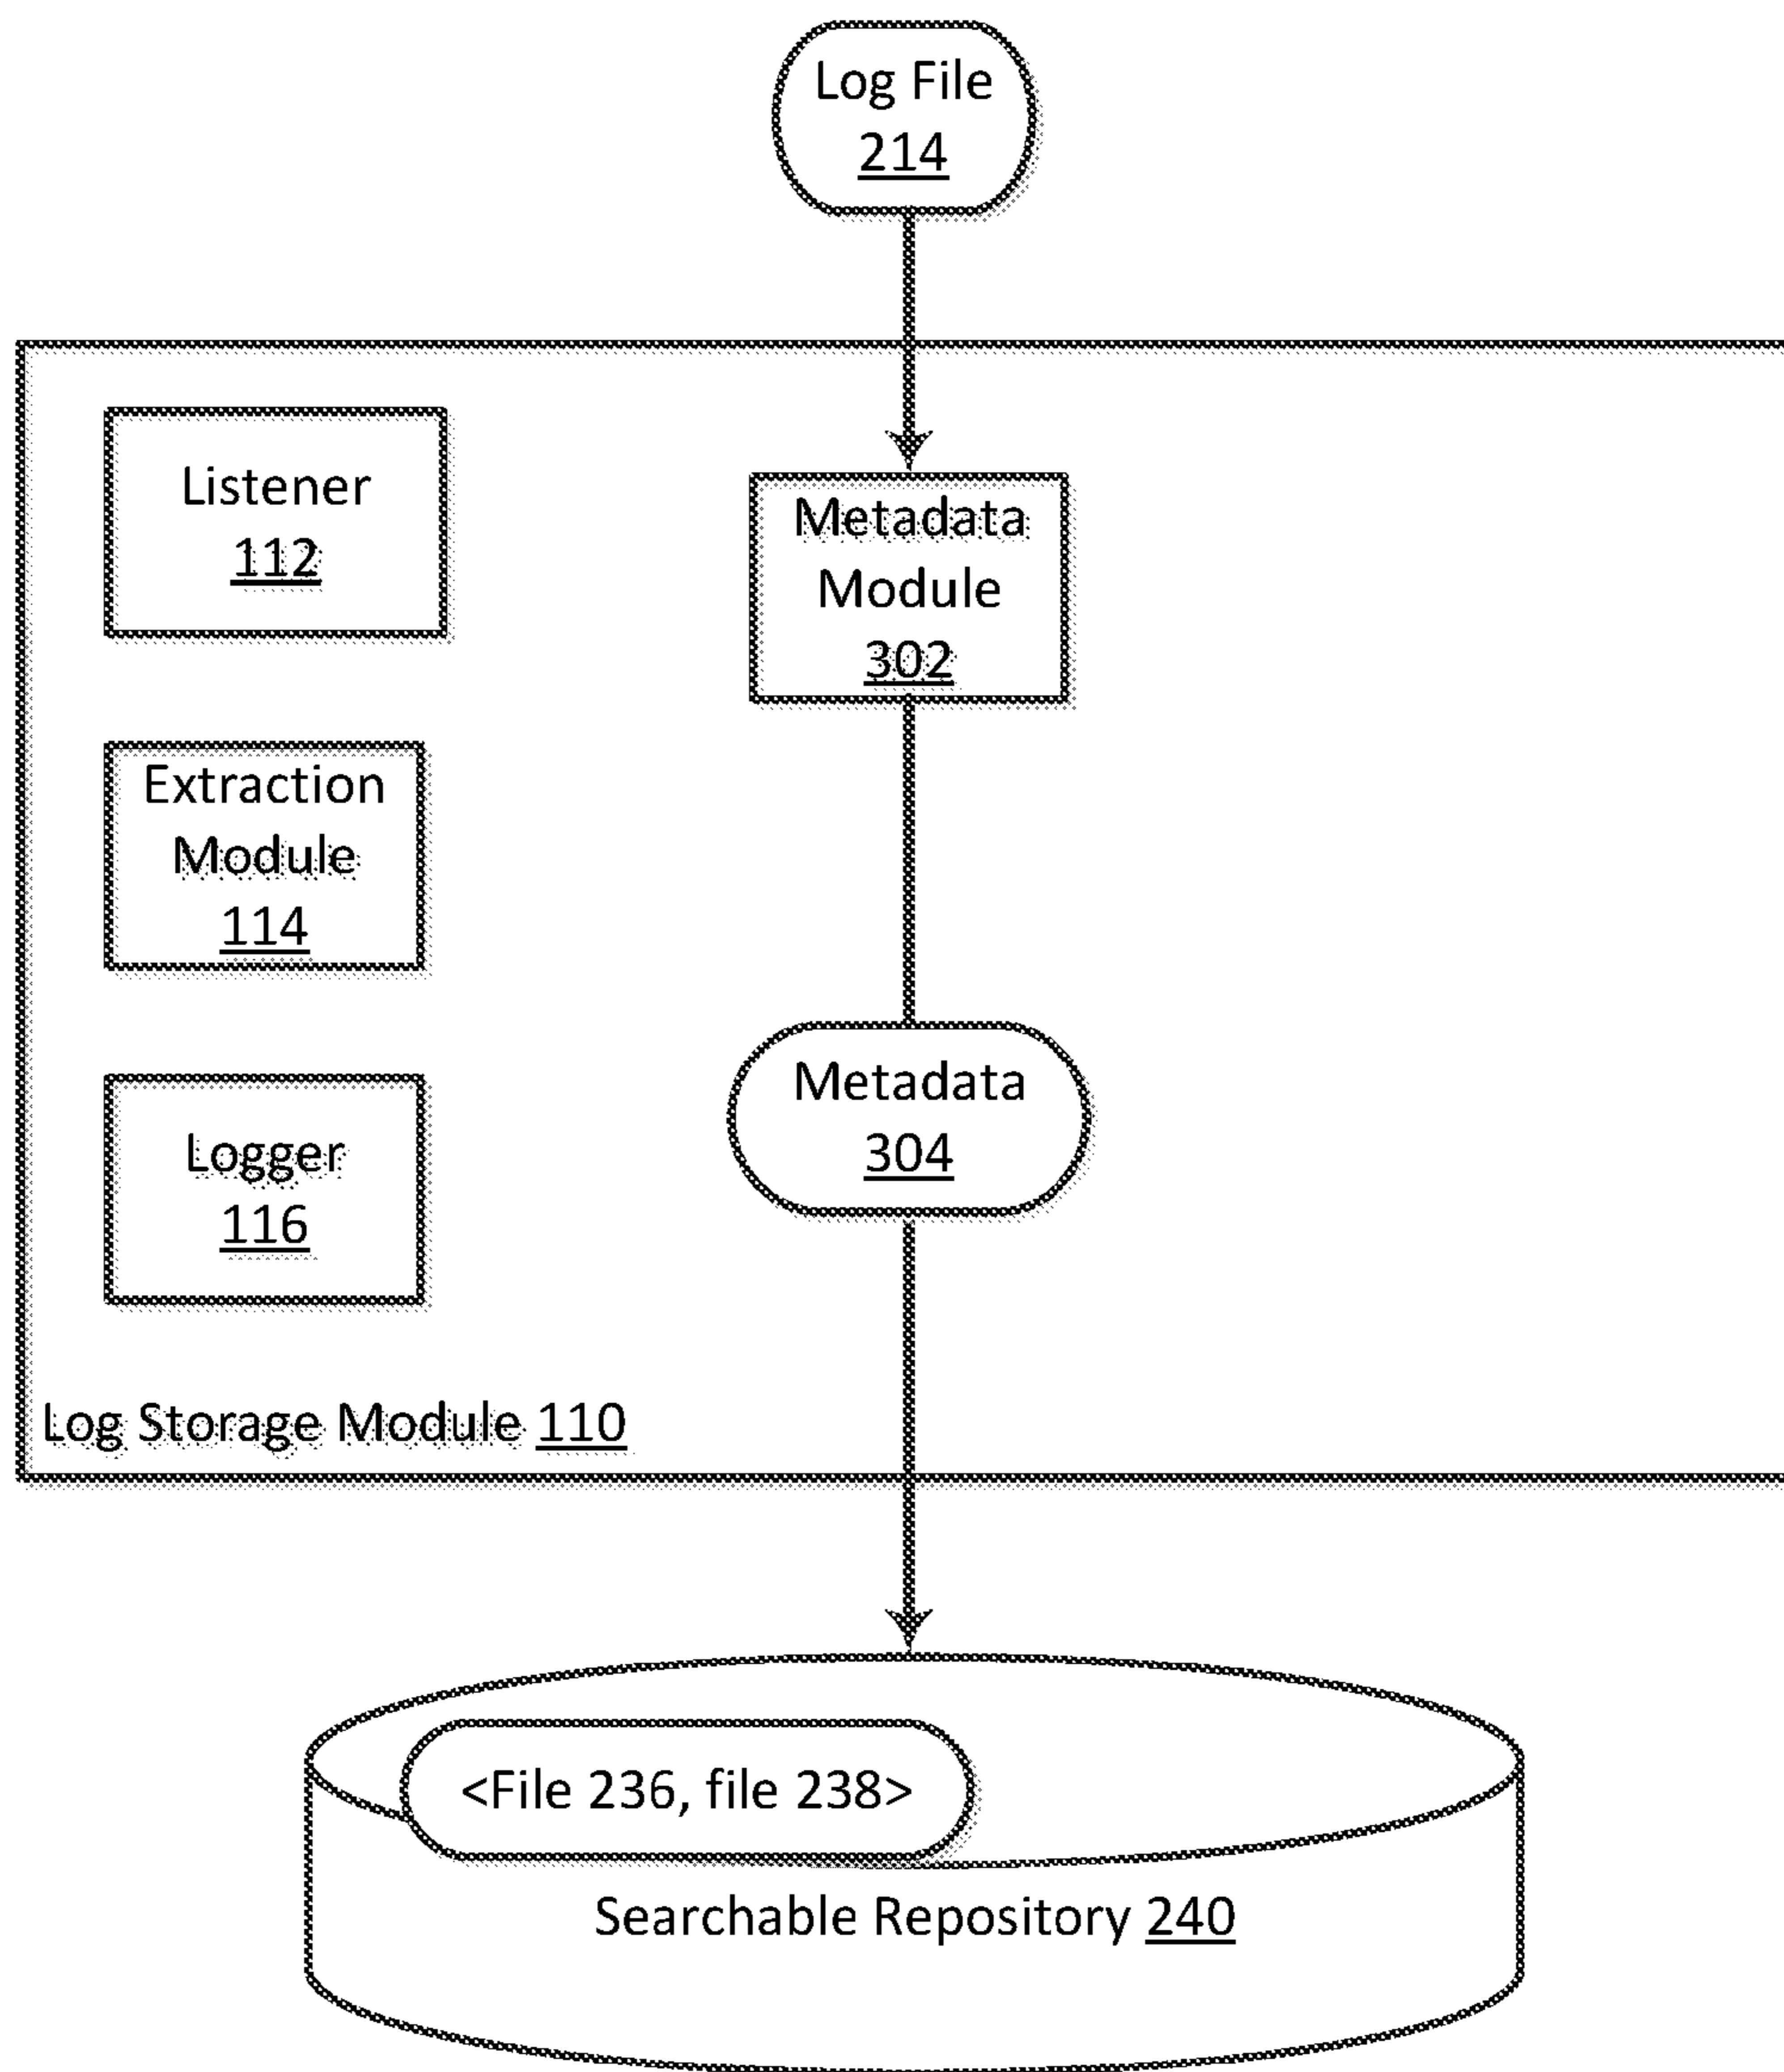 Log File
214
Listener
112
Metadata
Module
302
Extraction
Module
114
Metadata
304
Logger
116
Log Storage Module 110
<File 236, file 238>
Searchable Repository 240